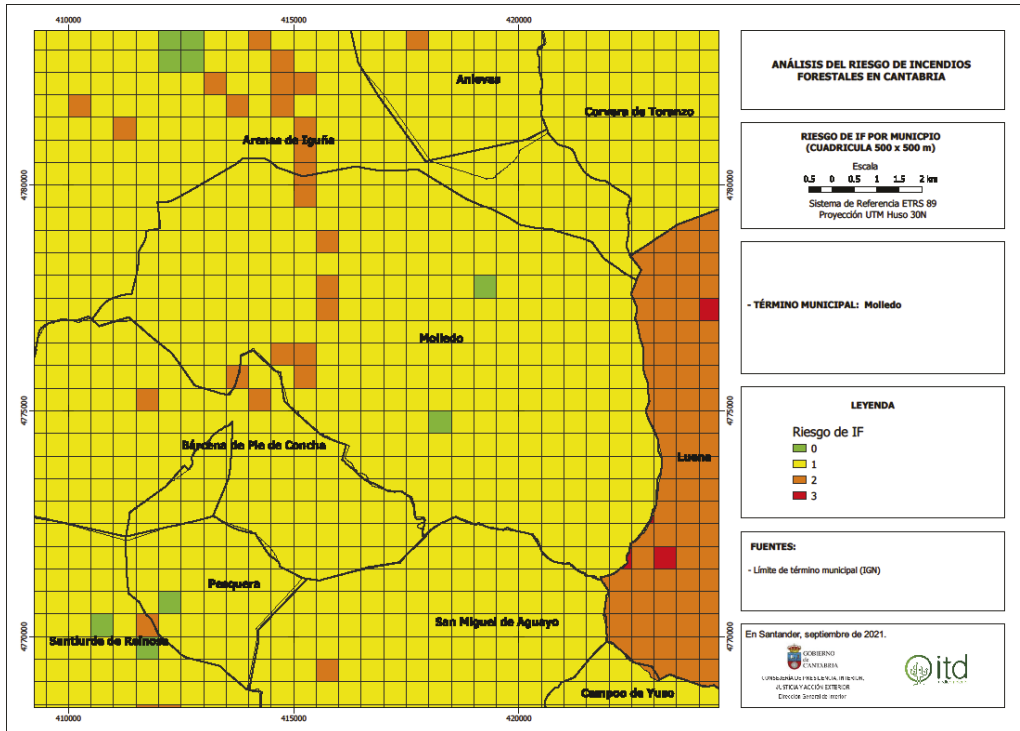 410000
415000
420000
4780000
4775000
4770000
Anievas
Corvera de Toranzo
Arenas de Iguña
Molledo
Bárcena de Pie de Concha
Luena
Pesquera
San Miguel de Aguayo
Santiurde de Reinosa
Campoo de Yuso
4780000
4775000
4770000
410000
415000
420000
ANÁLISIS DEL RIESGO DE INCENDIOS
FORESTALES EN CANTABRIA
RIESGO DE IF POR MUNICPIO
(CUADRICULA 500 x 500 m)
Escala
0.5 0 0.5 1 1.5 2 km
Sistema de Referencia ETRS 89
Proyección UTM Huso 30N
- TÉRMINO MUNICIPAL: Molledo
LEYENDA
Riesgo de IF
0
1
2
3
FUENTES:
- Límite de término municipal (IGN)
En Santander, septiembre de 2021.
GOBIERNO
de
CANTABRIA
CONSEJERÍA DE PRESIDENCIA, INTERIOR,
JUSTICIA Y ACCIÓN EXTERIOR
Dirección General de Interior
itd